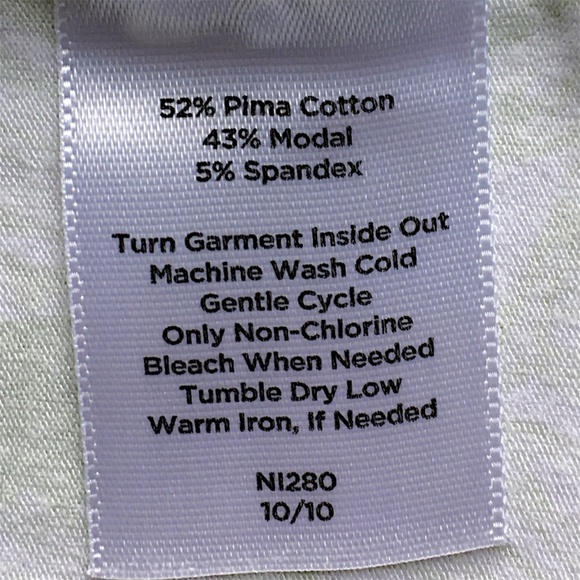 52% Pima Cotton
43% Modal
5% Spandex
Turn Garment Inside Out
Machine Wash Cold
Gentle Cycle
Only Non-Chlorine
Bleach When Needed
Tumble Dry Low
Warm Iron, If Needed
NI280
10/10